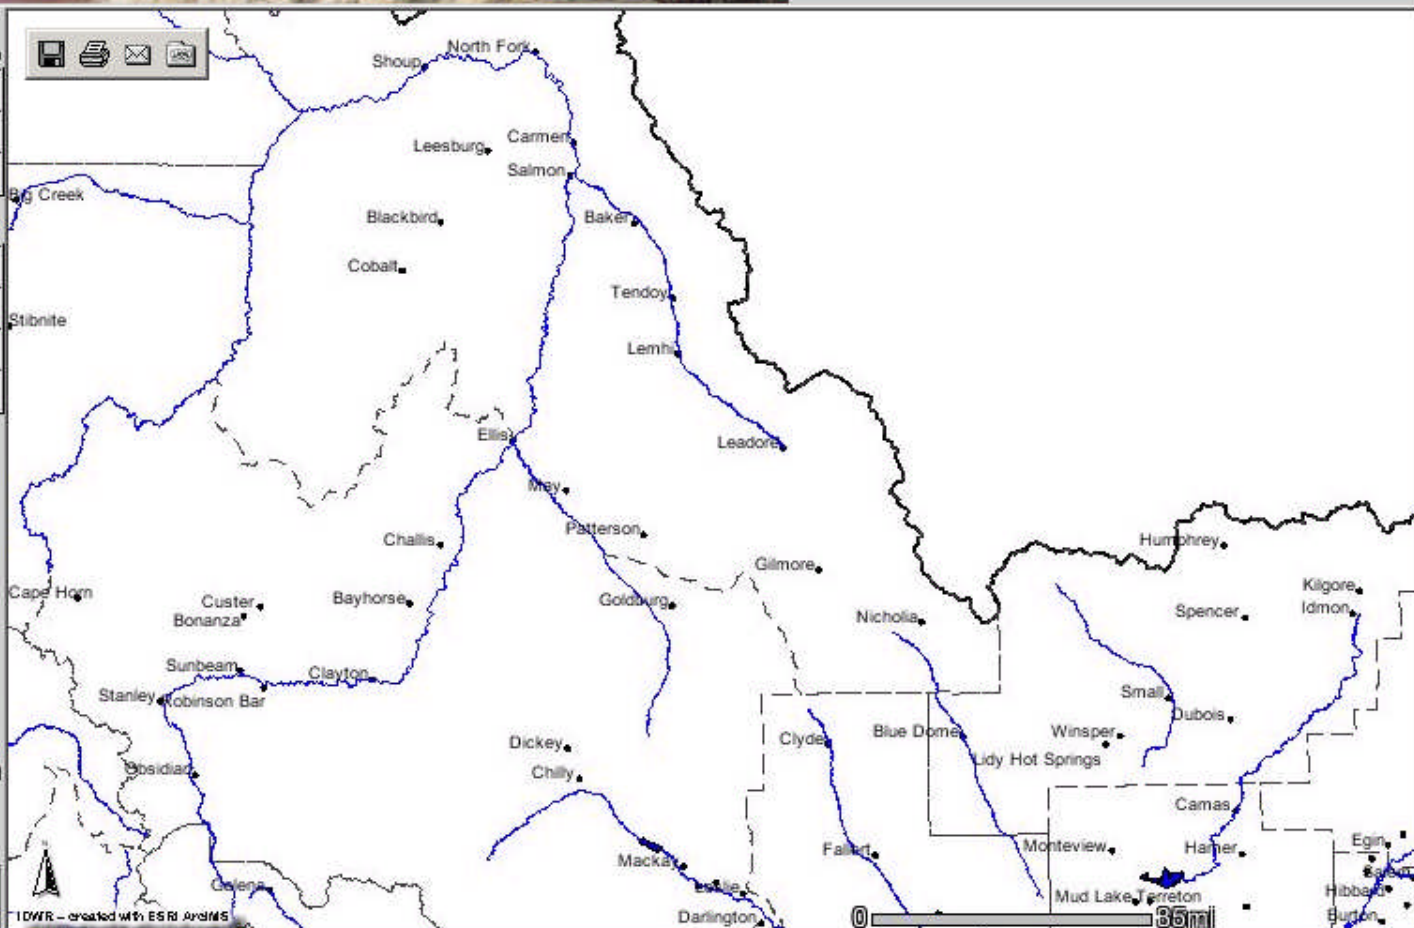 North Fork
Shoup
Carmen
Leesburg
Salmon
Big Creek
Blackbird
Baker
Cobalt
Tendoy
Stibnite
Lemhi
Ellis
Leadore
May
Patterson
Challis
Humphrey
Gilmore
Kilgore
Cape Horn
Custer
Bayhorse
Goldburg
Idmon
Bonanza
Nicholia
Spencer
Sunbeam
Clayton
Stanley
Robinson Bar
Small
Dubois
Dickey
Clyde
Blue Dome
Winsper
Chilly
Lidy Hot Springs
Obsidian
Camas
Mackay
Fallert
Monteview
Hamer
Egin
Galena
Leslie
Salem
Hibbard
Mud Lake
Terreton
IDWR - created with ESRI ArcIMS
Darlington
0
85mi
Burton
N